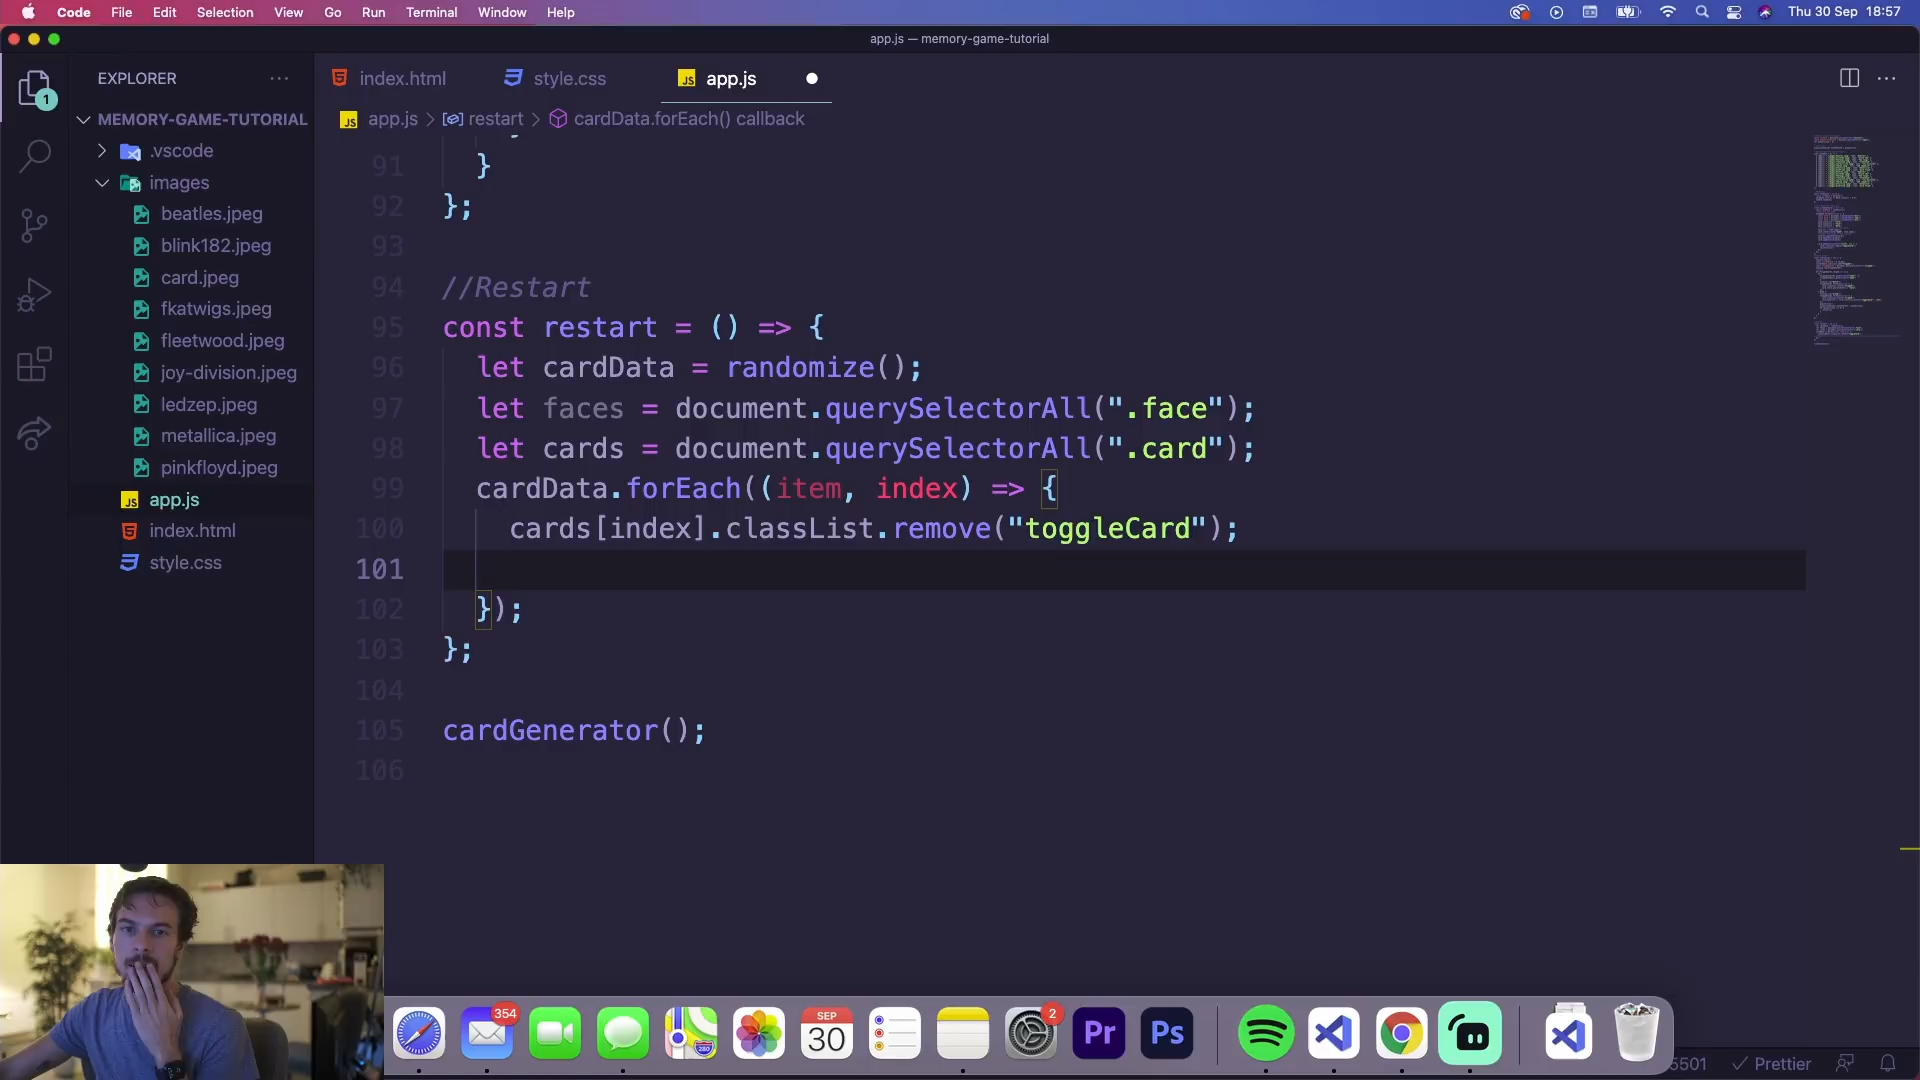 Code File Edit Selection View Go Run Terminal Window Help Thu 30 Sep 18:57
app.js — memory-game-tutorial
EXPLORER
index.html style.css app.js
1
MEMORY-GAME-TUTORIAL
app.js > restart > cardData.forEach() callback
.vscode
images
beatles.jpeg
blink182.jpeg
card.jpeg
fkatwigs.jpeg
fleetwood.jpeg
joy-division.jpeg
ledzep.jpeg
metallica.jpeg
pinkfloyd.jpeg
app.js
index.html
style.css
91 }
92 };
93
94 //Restart
95 const restart = () => {
96 let cardData = randomize();
97 let faces = document.querySelectorAll(".face");
98 let cards = document.querySelectorAll(".card");
99 cardData.forEach((item, index) => {
100 cards[index].classList.remove("toggleCard");
101
102 });
103 };
104
105 cardGenerator();
106
354
SEP
30
2
Pr
Ps
280
5501 Prettier